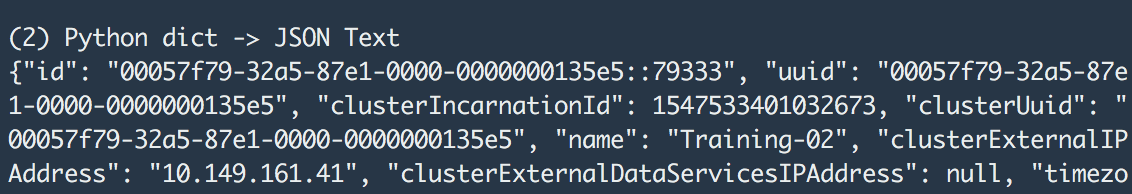 (2) Python dict -> JSON Text
{"id": "00057f79-32a5-87e1-0000-0000000135e5::79333", "uuid": "00057f79-32a5-87e
1-0000-0000000135e5", "clusterIncarnationId": 1547533401032673, "clusterUuid": "
00057f79-32a5-87e1-0000-0000000135e5", "name": "Training-02", "clusterExternalIP
Address": "10.149.161.41", "clusterExternalDataServicesIPAddress": null, "timezo